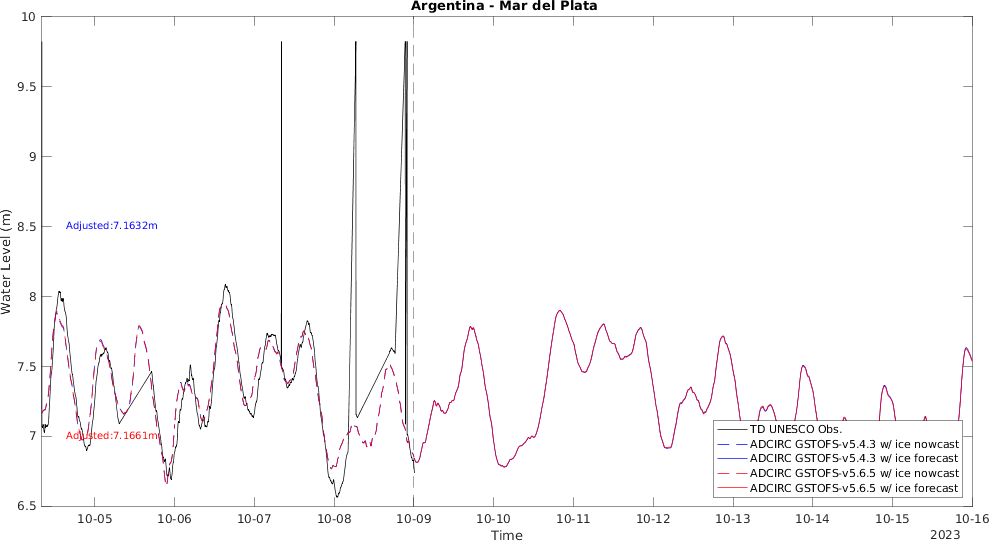 Argentina - Mar del Plata
Water Level (m)
10
9.5
9
8.5
8
7.5
7
6.5
Adjusted:7.1632m
Adjusted:7.1661m
TD UNESCO Obs.
ADCIRC GSTOFS-v5.4.3 w/ ice nowcast
ADCIRC GSTOFS-v5.4.3 w/ ice forecast
ADCIRC GSTOFS-v5.6.5 w/ ice nowcast
ADCIRC GSTOFS-v5.6.5 w/ ice forecast
10-05 10-06 10-07 10-08 10-09 10-10 10-11 10-12 10-13 10-14 10-15 10-16
Time
2023